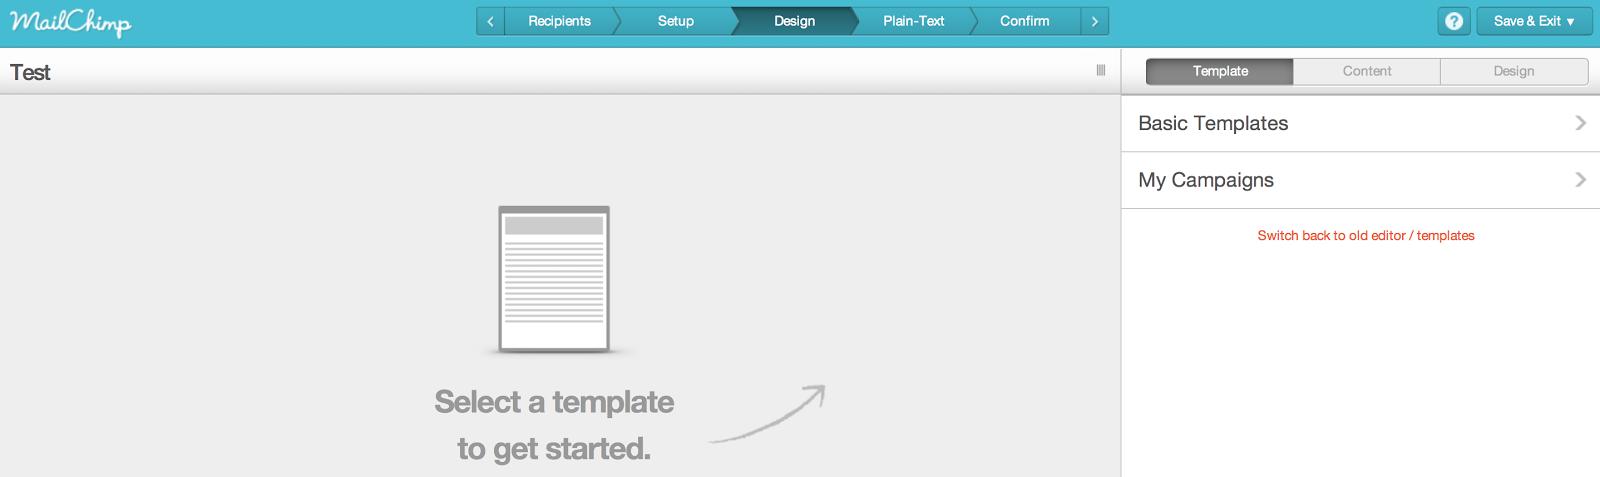 MailChimp
Recipients
Setup
Design
Plain-Text
Confirm
?
Save & Exit ▾
Test
Template
Content
Design
Basic Templates
My Campaigns
Switch back to old editor / templates
Select a template
to get started.